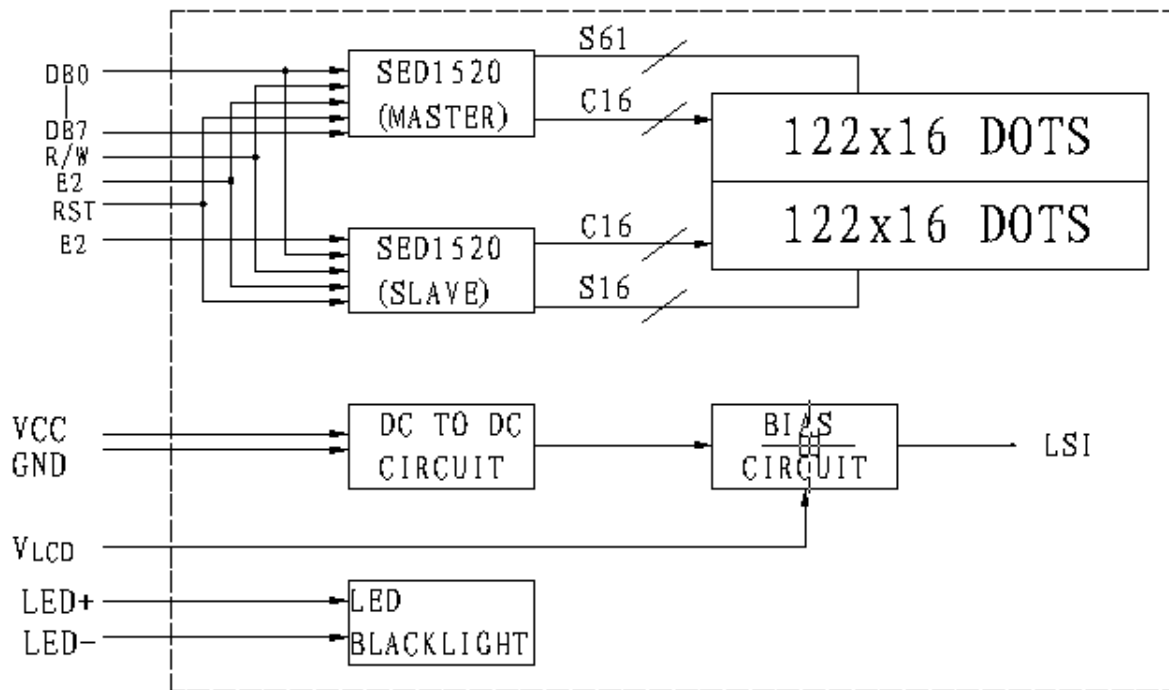 S61
DB0
DB7
R/W
E2
RST
E2
SED1520
(MASTER)
C16
122x16 DOTS
122x16 DOTS
SED1520
(SLAVE)
C16
S16
VCC
GND
DC TO DC
CIRCUIT
BIAS
CIRCUIT
LSI
VLCD
LED+
LED-
LED
BLACKLIGHT